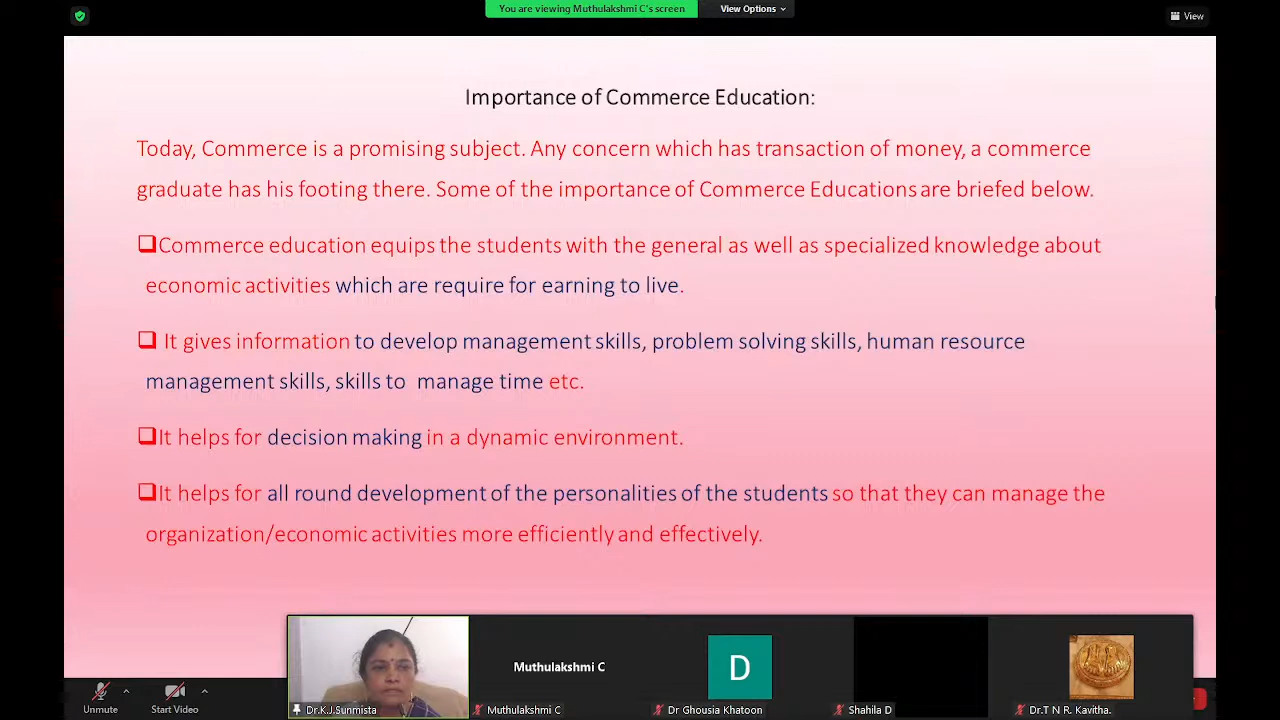 You are viewing Muthulakshmi C's screen
View Options
View
Importance of Commerce Education:
Today, Commerce is a promising subject. Any concern which has transaction of money, a commerce
graduate has his footing there. Some of the importance of Commerce Educations are briefed below.
Commerce education equips the students with the general as well as specialized knowledge about
economic activities which are require for earning to live.
It gives information to develop management skills, problem solving skills, human resource
management skills, skills to manage time etc.
It helps for decision making in a dynamic environment.
It helps for all round development of the personalities of the students so that they can manage the
organization/economic activities more efficiently and effectively.
Muthulakshmi C
D
Unmute
Start Video
Dr.K.J.Sunmista
Muthulakshmi C
Dr Ghousia Khatoon
Shahila D
Dr.T N R. Kavitha.